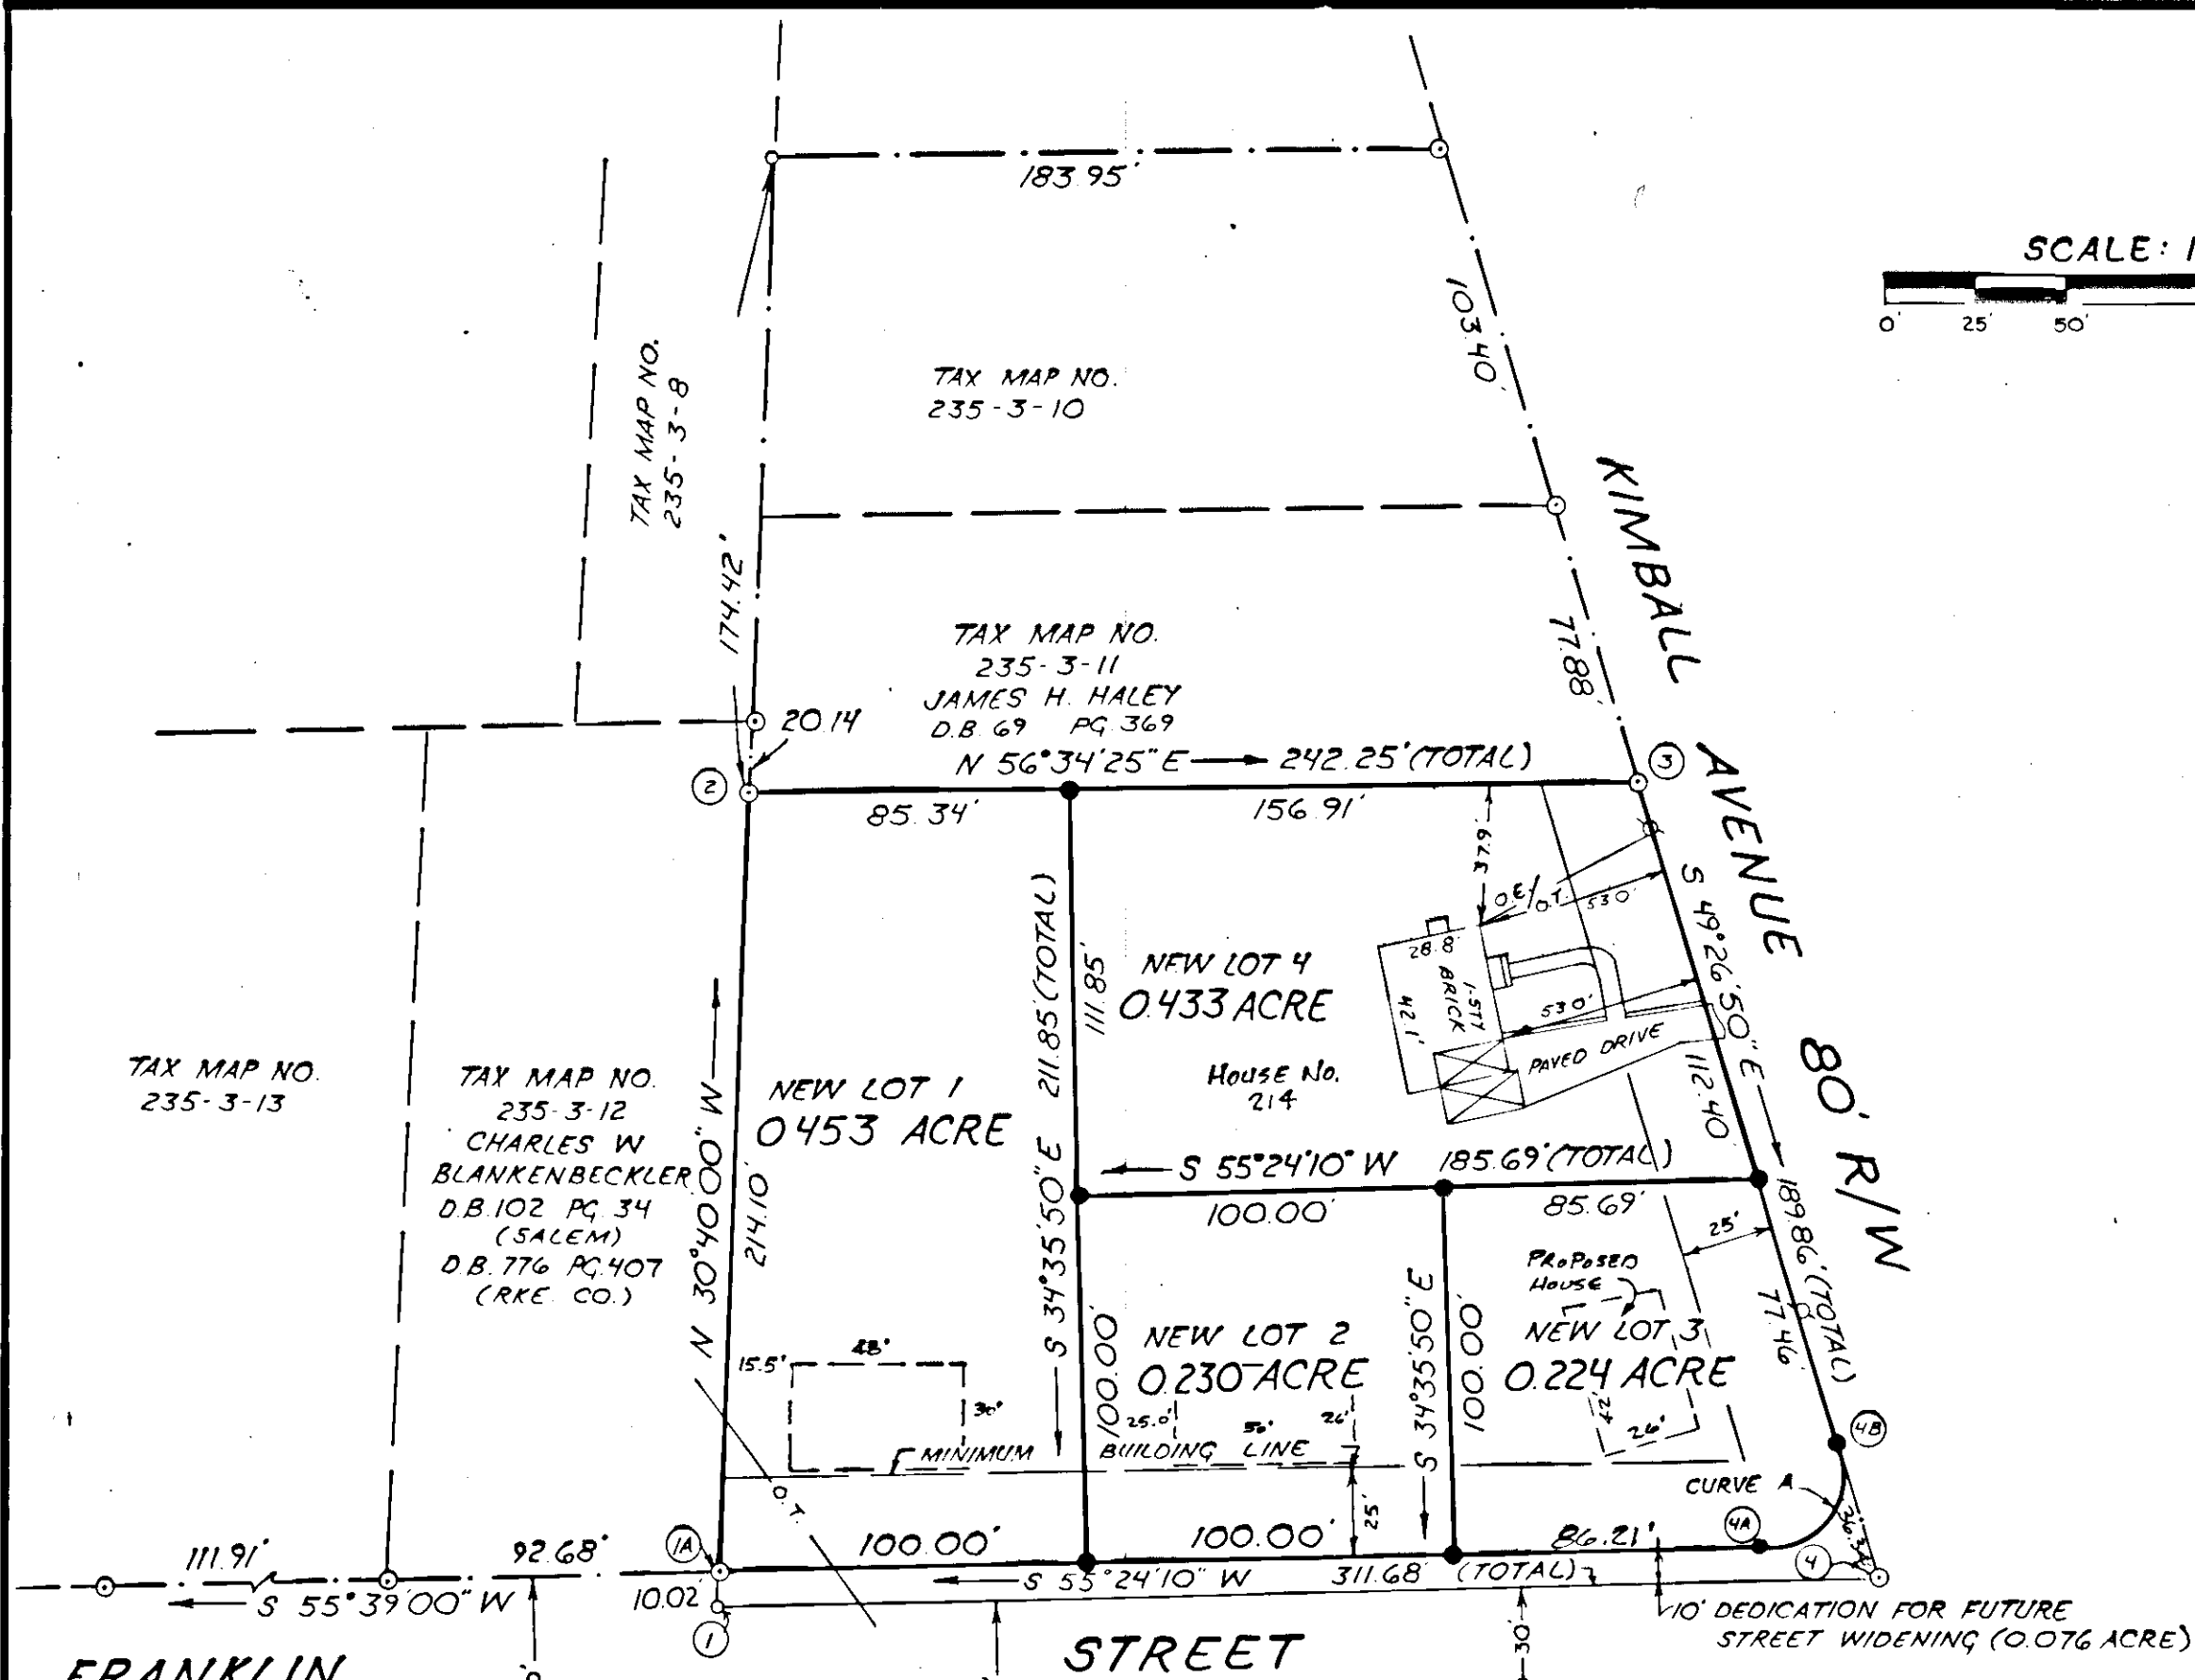 SCALE: 1
0' 25' 50'
183.95'
103.40'
TAX MAP NO.
235-3-8
TAX MAP NO.
235-3-10
KIMBALL
AVENUE
80' R/W
174.42'
77.88'
TAX MAP NO.
235-3-11
JAMES H. HALEY
D.B. 69 PG. 369
20.14
N 56°34'25" E 242.25' (TOTAL)
2
3
85.34'
156.91'
37.9
O.E./O.T.
53.0'
S 49°26'50" E
189.86' (TOTAL)
112.40
28.8
1-STY
BRICK
42.1'
53.0'
PAVED DRIVE
NEW LOT 4
0.433 ACRE
HOUSE NO.
214
211.85' (TOTAL)
111.85'
S 34°35'50" E
TAX MAP NO.
235-3-13
TAX MAP NO.
235-3-12
CHARLES W
BLANKENBECKLER
D.B. 102 PG. 34
(SALEM)
D.B. 776 PG. 407
(RKE. CO.)
N 30°40'00" W
214.10'
NEW LOT 1
0.453 ACRE
S 55°24'10" W 185.69' (TOTAL)
100.00'
85.69'
25'
PROPOSED
HOUSE
NEW LOT 3
0.224 ACRE
42'
26'
77.46
NEW LOT 2
0.230 ACRE
25.0'
50'
26'
100.00'
S 34°35'50" E
100.00'
15.5'
48'
30'
MINIMUM BUILDING LINE
25'
O.T.
CURVE A
4B
4A
4
36.34'
111.91'
92.68'
1A
100.00'
100.00'
86.21'
S 55°39'00" W
10.02'
S 55°24'10" W 311.68' (TOTAL)
1
10' DEDICATION FOR FUTURE
STREET WIDENING (0.076 ACRE)
30'
FRANKLIN STREET